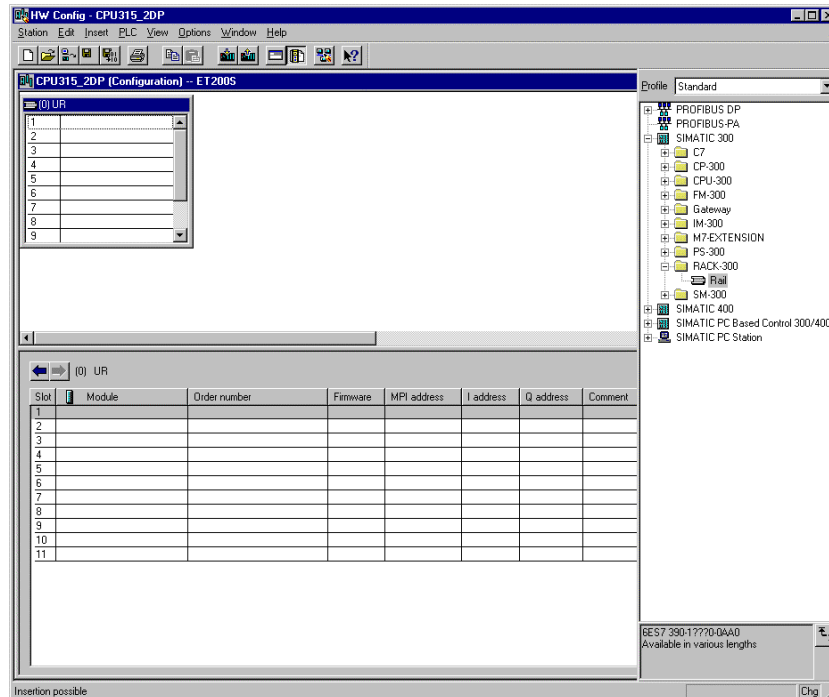 HW Config - CPU315_2DP
Station Edit Insert PLC View Options Window Help
CPU315_2DP (Configuration) -- ET200S
(0) UR
1
2
3
4
5
6
7
8
9
Profile Standard
PROFIBUS DP
PROFIBUS-PA
SIMATIC 300
C7
CP-300
CPU-300
FM-300
Gateway
IM-300
M7-EXTENSION
PS-300
RACK-300
Rail
SM-300
SIMATIC 400
SIMATIC PC Based Control 300/400
SIMATIC PC Station
(0) UR
Slot Module Order number Firmware MPI address I address Q address Comment
1
2
3
4
5
6
7
8
9
10
11
6ES7 390-1???0-0AA0
Available in various lengths
Insertion possible Chg